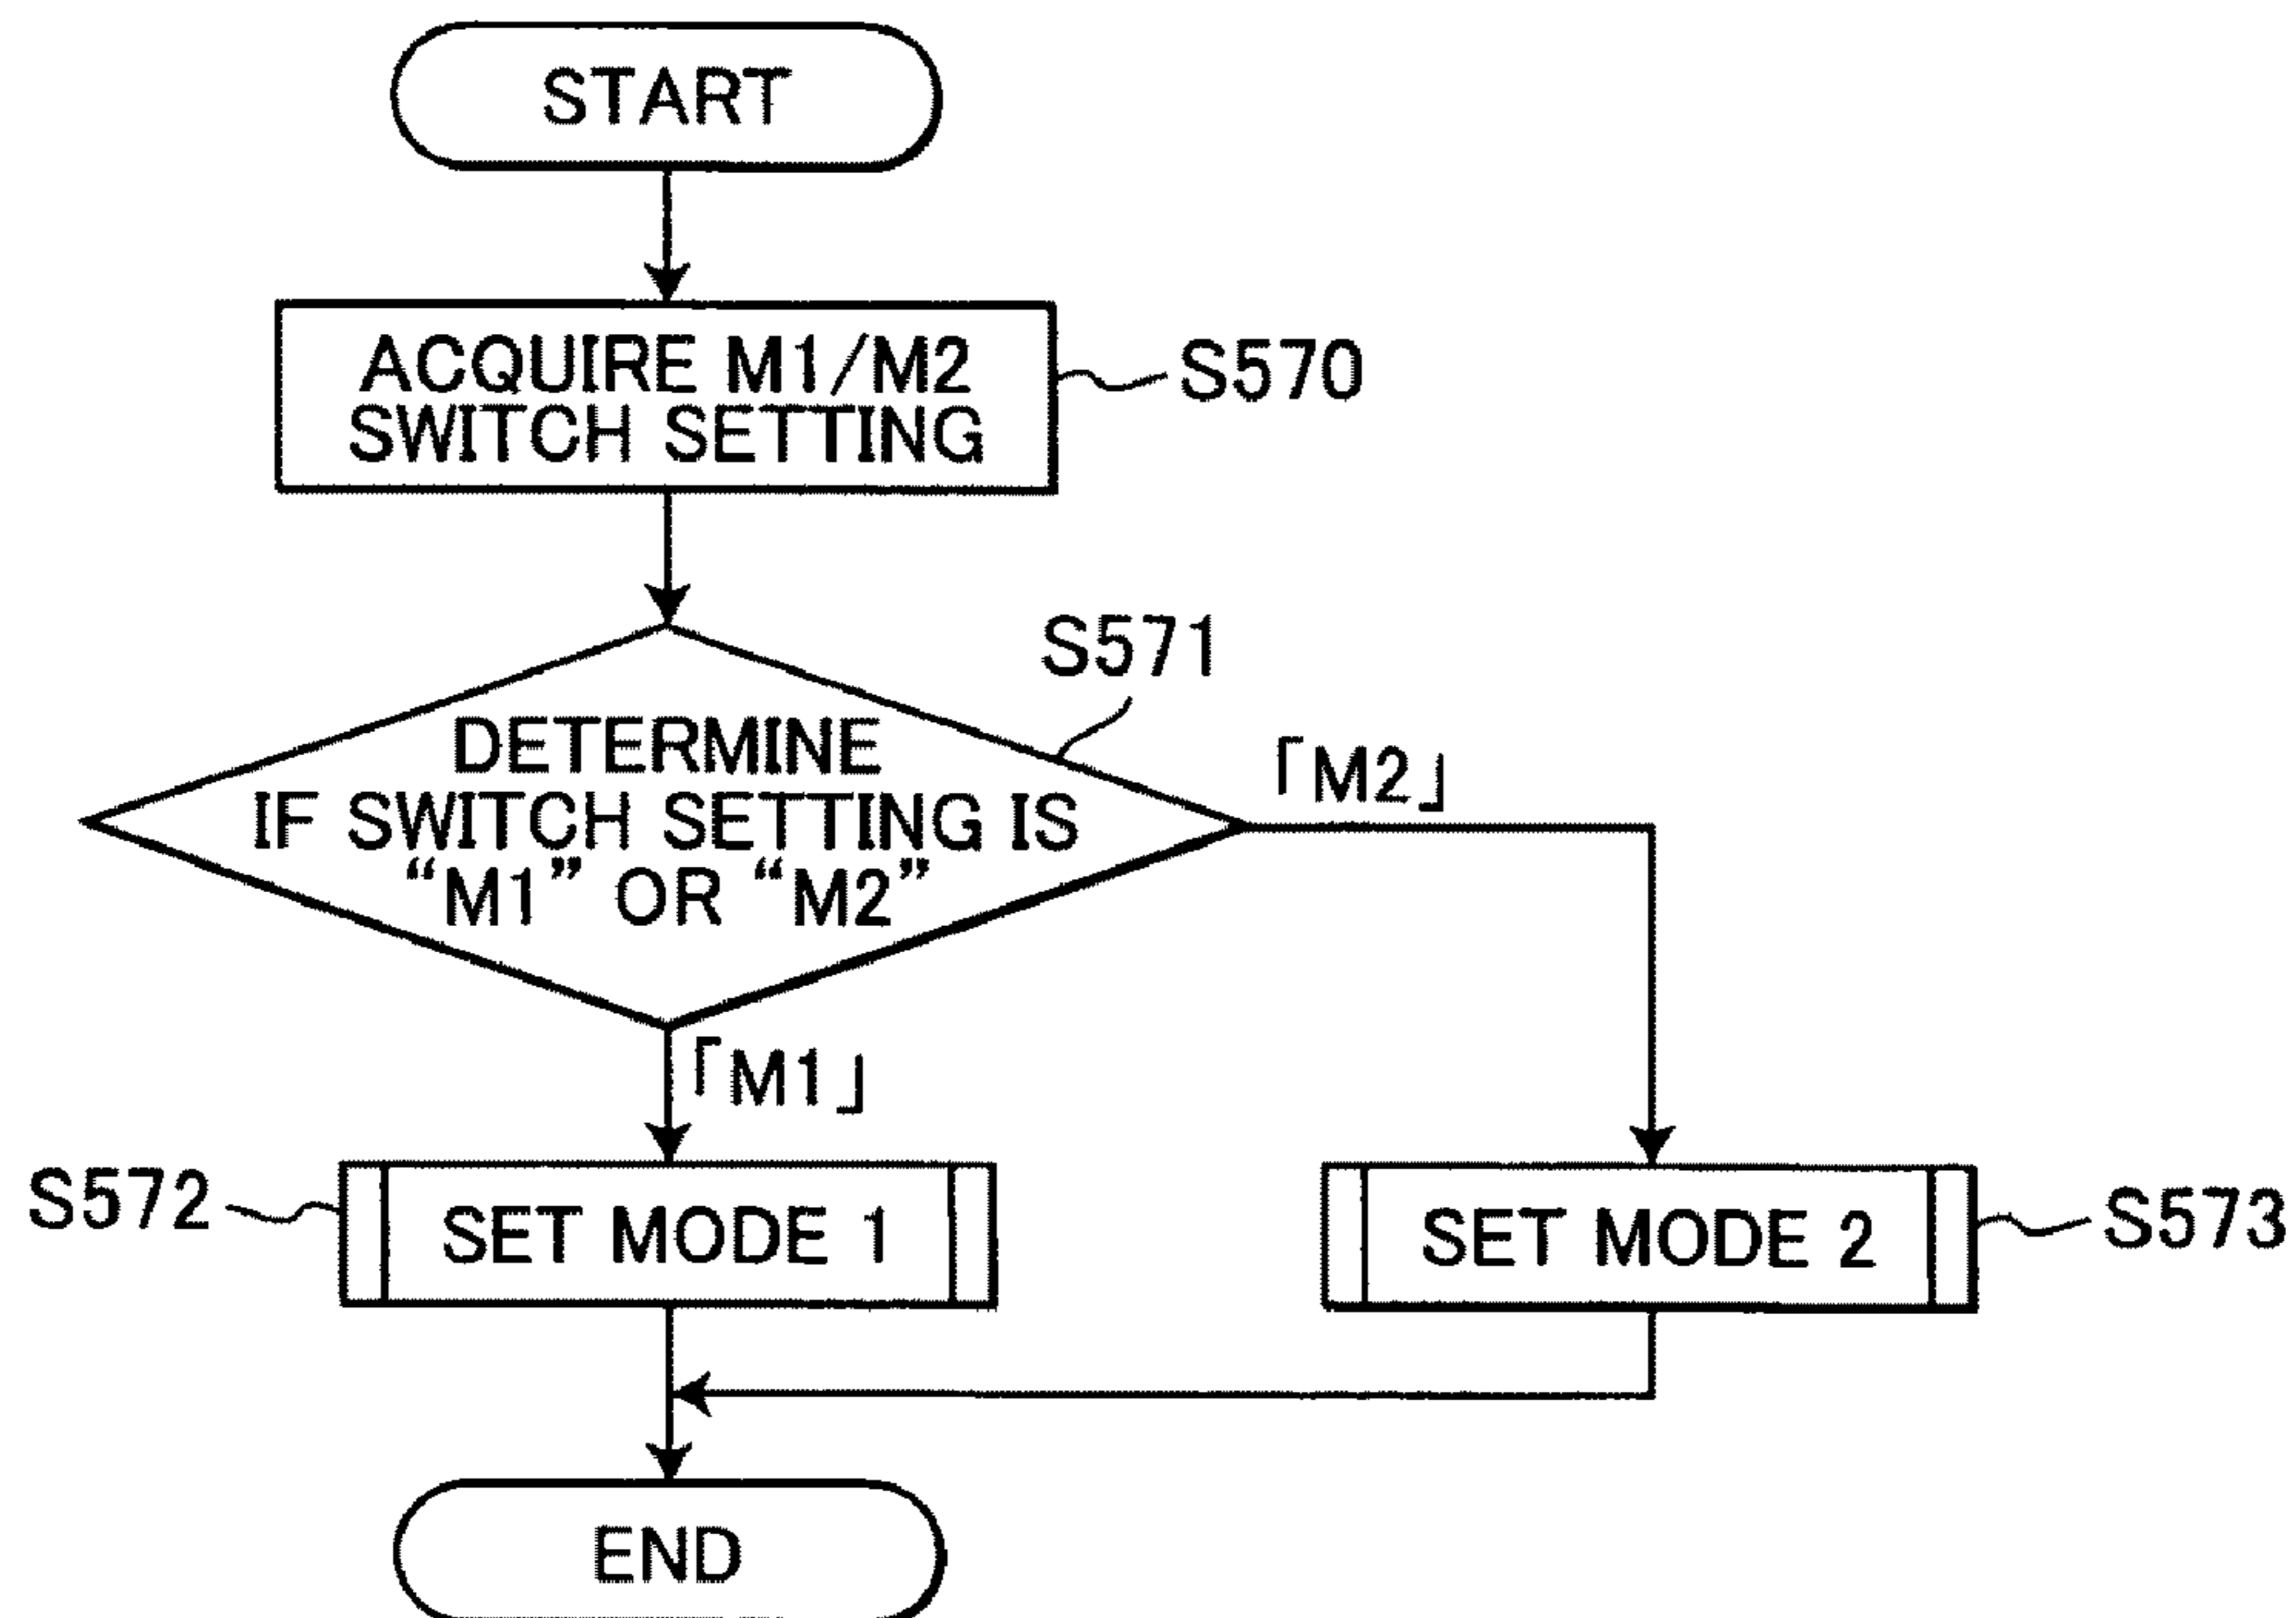 START
ACQUIRE M1/M2
SWITCH SETTING
S570
S571
DETERMINE
IF SWITCH SETTING IS
“M1” OR “M2”
「M2」
「M1」
S572
SET MODE 1
SET MODE 2
S573
END